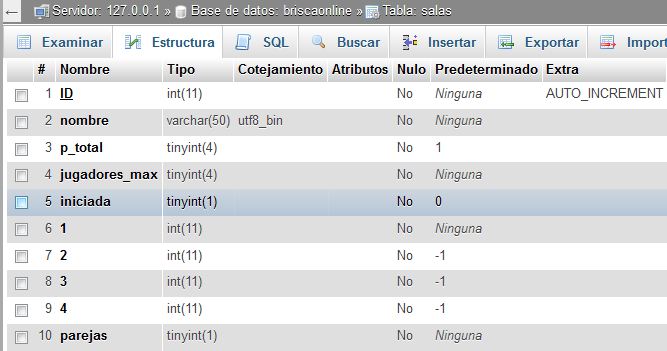 Servidor: 127.0.0.1 » Base de datos: briscaonline » Tabla: salas
Examinar Estructura SQL Buscar Insertar Exportar Import
# Nombre Tipo Cotejamiento Atributos Nulo Predeterminado Extra
1 ID int(11) No Ninguna AUTO_INCREMENT
2 nombre varchar(50) utf8_bin No Ninguna
3 p_total tinyint(4) No 1
4 jugadores_max tinyint(4) No Ninguna
5 iniciada tinyint(1) No 0
6 1 int(11) No Ninguna
7 2 int(11) No -1
8 3 int(11) No -1
9 4 int(11) No -1
10 parejas tinyint(1) No Ninguna